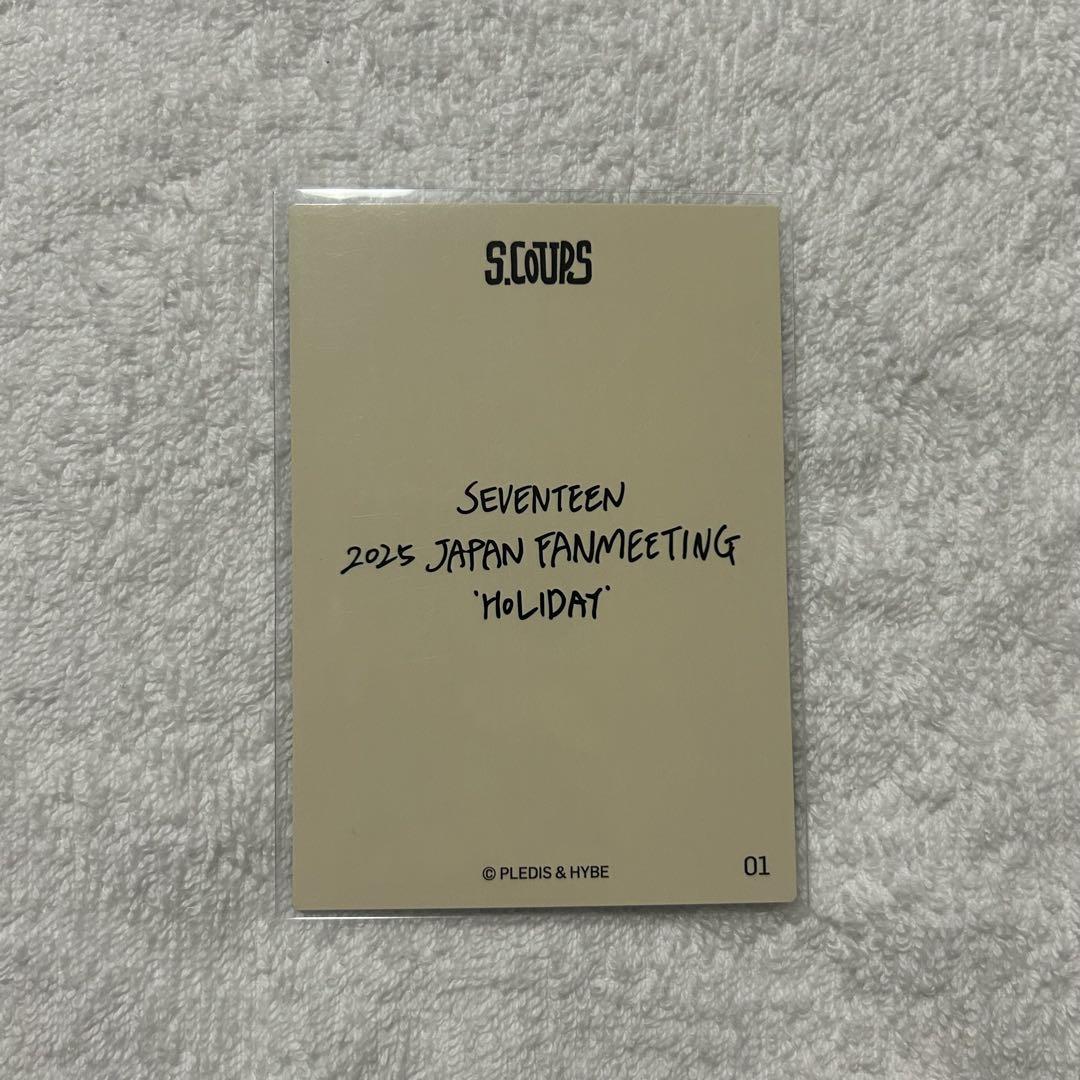 S.COUPS
SEVENTEEN
2025 JAPAN FANMEETING
'HOLIDAY'
© PLEDIS & HYBE
01